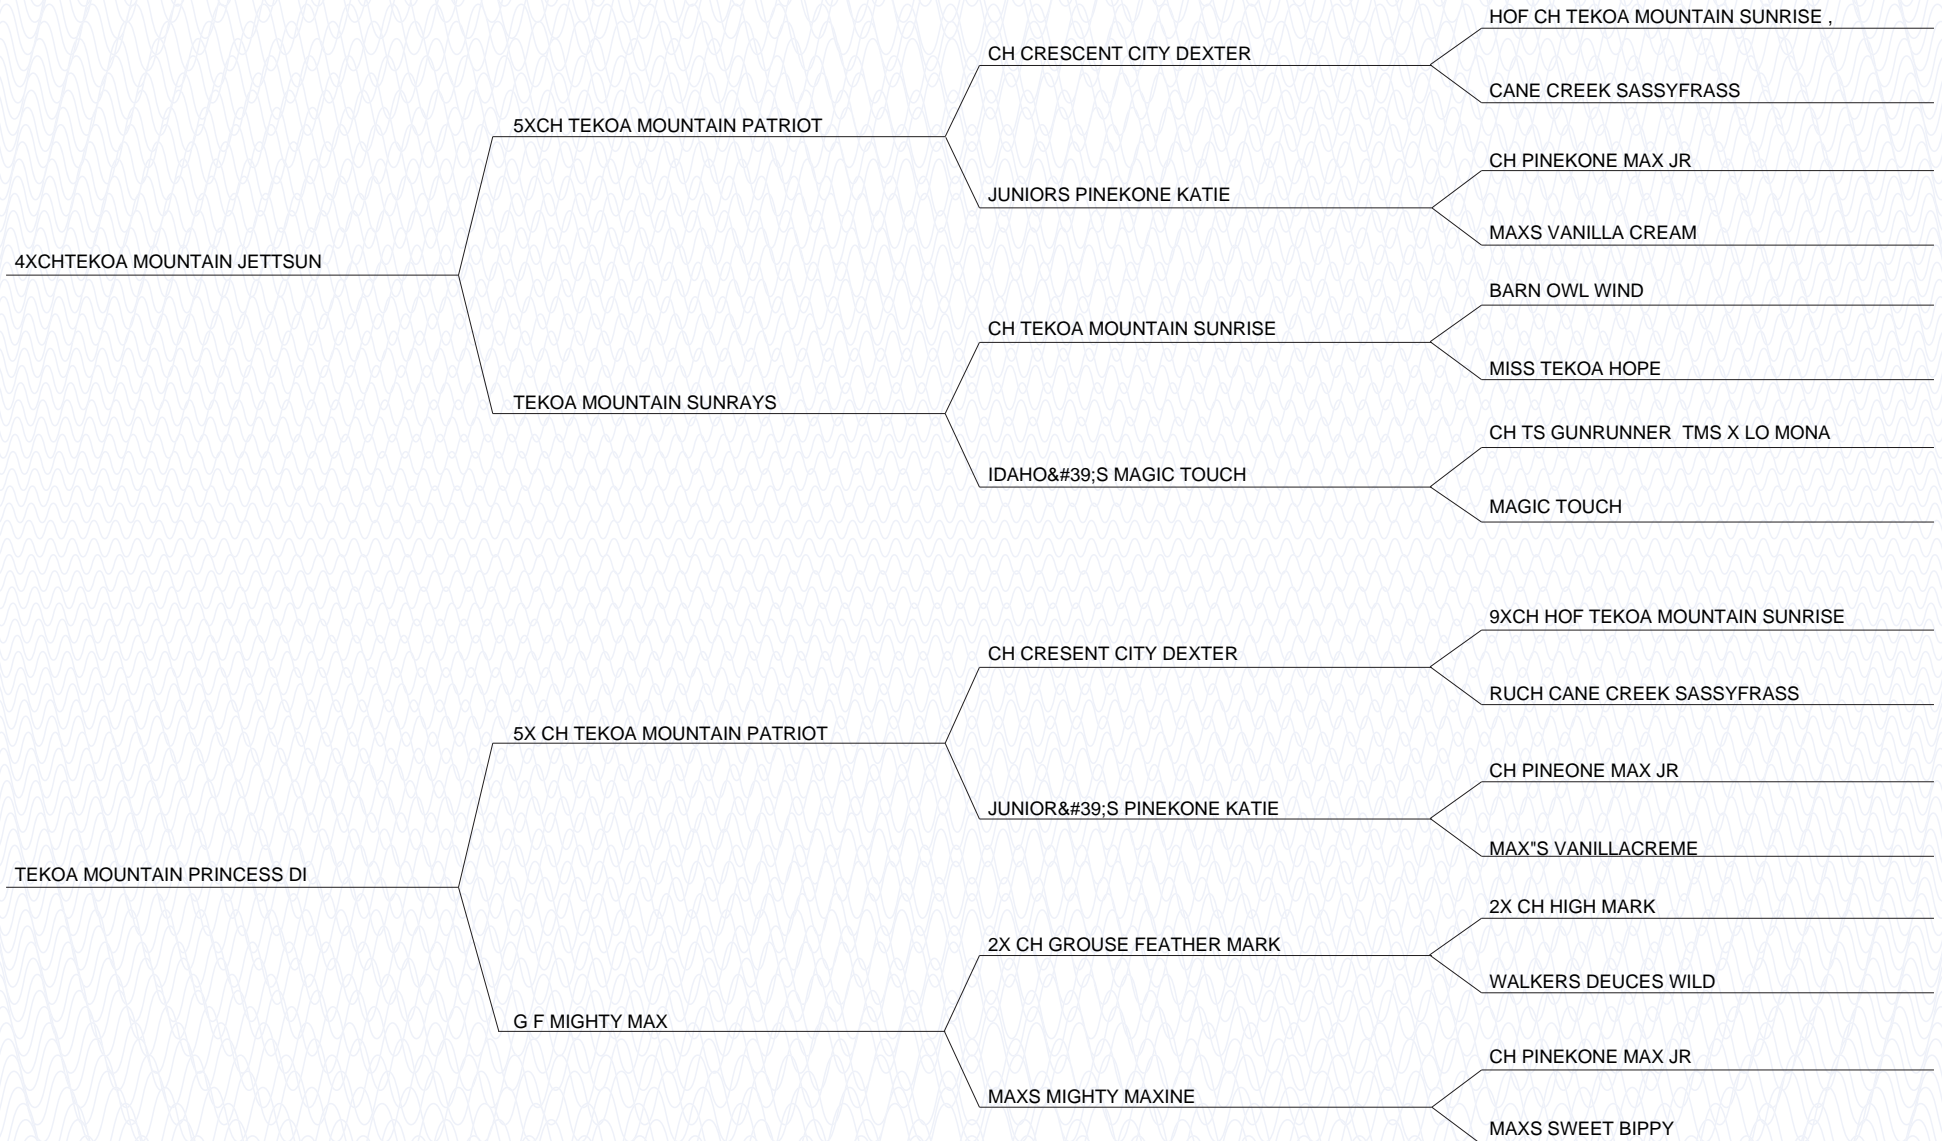 HOF CH TEKOA MOUNTAIN SUNRISE ,
CH CRESCENT CITY DEXTER
CANE CREEK SASSYFRASS
5XCH TEKOA MOUNTAIN PATRIOT
CH PINEKONE MAX JR
JUNIORS PINEKONE KATIE
MAXS VANILLA CREAM
4XCHTEKOA MOUNTAIN JETTSUN
BARN OWL WIND
CH TEKOA MOUNTAIN SUNRISE
MISS TEKOA HOPE
TEKOA MOUNTAIN SUNRAYS
CH TS GUNRUNNER  TMS X LO MONA
IDAHO&#39;S MAGIC TOUCH
MAGIC TOUCH
9XCH HOF TEKOA MOUNTAIN SUNRISE
CH CRESENT CITY DEXTER
RUCH CANE CREEK SASSYFRASS
5X CH TEKOA MOUNTAIN PATRIOT
CH PINEONE MAX JR
JUNIOR&#39;S PINEKONE KATIE
MAX"S VANILLACREME
TEKOA MOUNTAIN PRINCESS DI
2X CH HIGH MARK
2X CH GROUSE FEATHER MARK
WALKERS DEUCES WILD
G F MIGHTY MAX
CH PINEKONE MAX JR
MAXS MIGHTY MAXINE
MAXS SWEET BIPPY